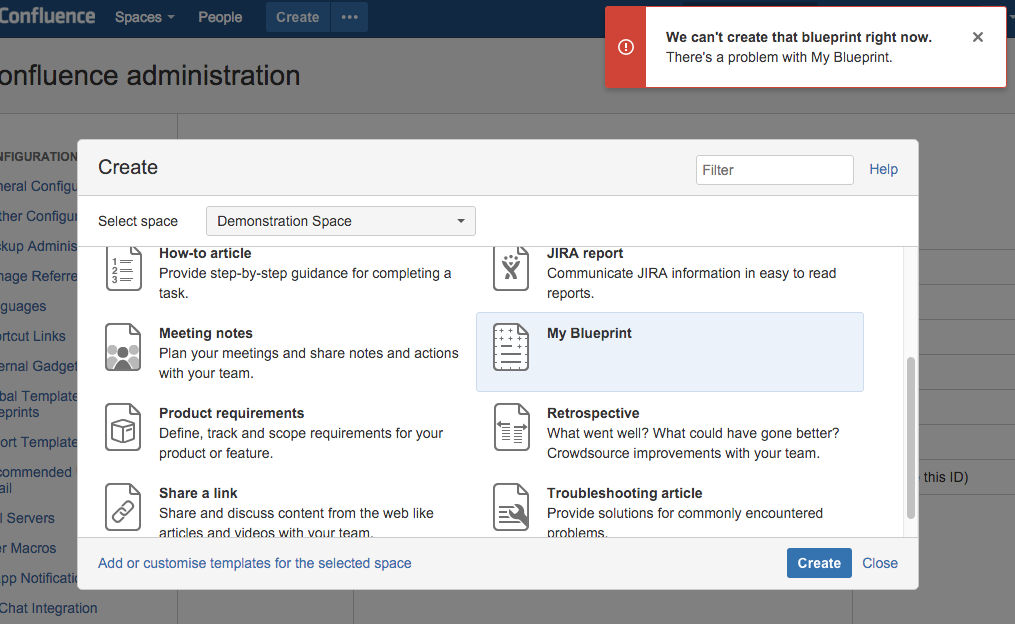 Confluence Spaces People Create
We can't create that blueprint right now.
There's a problem with My Blueprint.
onfluence administration
NFIGURATION
neral Configu
ther Configur
ckup Adminis
nage Referre
guages
ortcut Links
ernal Gadget
bal Template
eprints
ort Template
commended
ail
l Servers
er Macros
pp Notificatio
Chat Integration
this ID)
Create
Filter
Help
Select space
Demonstration Space
How-to article
Provide step-by-step guidance for completing a
task.
JIRA report
Communicate JIRA information in easy to read
reports.
Meeting notes
Plan your meetings and share notes and actions
with your team.
My Blueprint
Product requirements
Define, track and scope requirements for your
product or feature.
Retrospective
What went well? What could have gone better?
Crowdsource improvements with your team.
Share a link
Share and discuss content from the web like
articles and videos with your team.
Troubleshooting article
Provide solutions for commonly encountered
problems.
Add or customise templates for the selected space
Create
Close